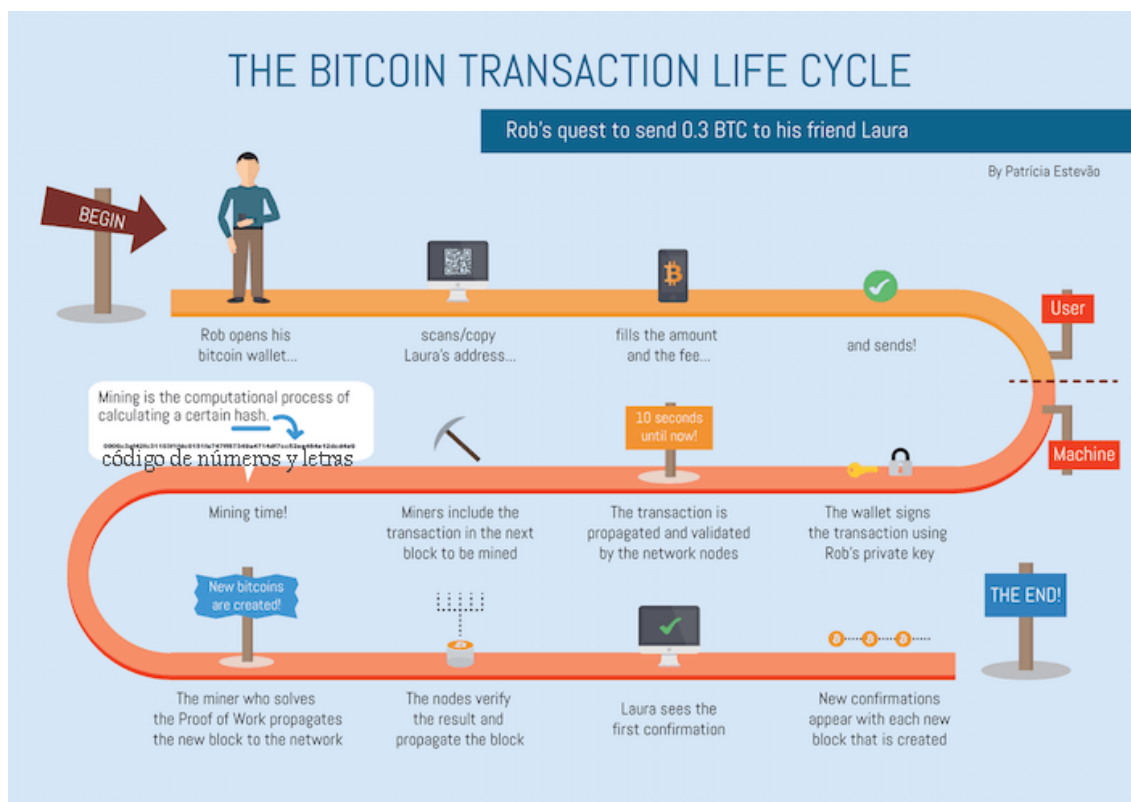 THE BITCOIN TRANSACTION LIFE CYCLE
Rob's quest to send 0.3 BTC to his friend Laura
By Patrícia Estevão
BEGIN
Rob opens his
bitcoin wallet...
scans/copy
Laura's address...
fills the amount
and the fee...
and sends!
User
Machine
The wallet signs
the transaction using
Rob's private key
10 seconds
until now!
The transaction is
propagated and validated
by the network nodes
Miners include the
transaction in the next
block to be mined
Mining is the computational process of
calculating a certain hash.
código de números y letras
Mining time!
New bitcoins
are created!
The miner who solves
the Proof of Work propagates
the new block to the network
The nodes verify
the result and
propagate the block
Laura sees the
first confirmation
New confirmations
appear with each new
block that is created
THE END!